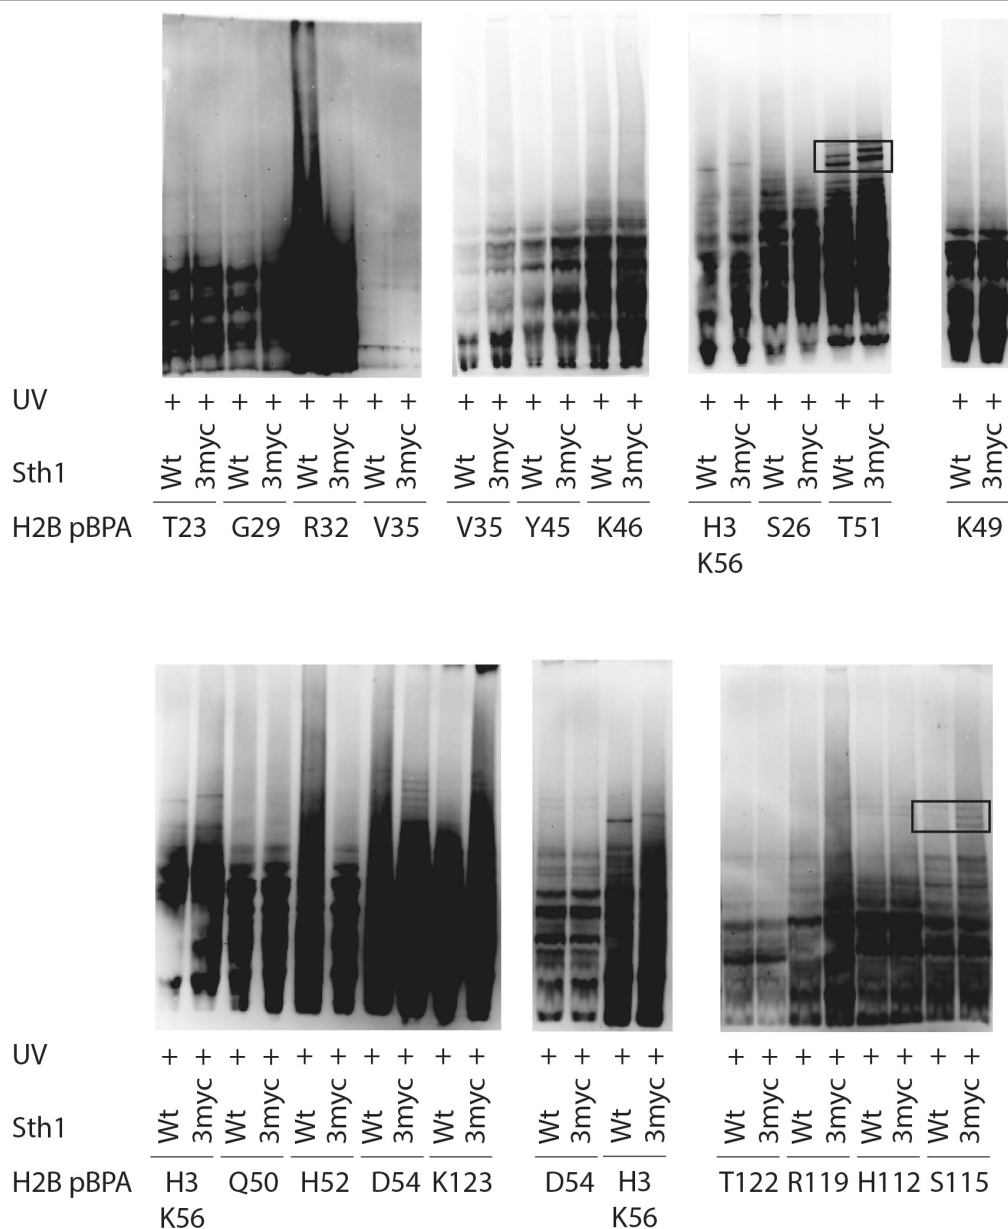 UV + + + + + + + + + + + + + + + + + + + + + +
Sth1 Wt 3myc Wt 3myc Wt 3myc Wt 3myc Wt 3myc Wt 3myc Wt 3myc Wt 3myc Wt 3myc Wt 3myc Wt 3myc
H2B pBPA T23 G29 R32 V35 V35 Y45 K46 H3 S26 T51 K49
K56
UV + + + + + + + + + + + + + + + + + + + + + +
Sth1 Wt 3myc Wt 3myc Wt 3myc Wt 3myc Wt 3myc Wt 3myc Wt 3myc Wt 3myc Wt 3myc Wt 3myc Wt 3myc
H2B pBPA H3 Q50 H52 D54 K123 D54 H3 T122 R119 H112 S115
K56 K56